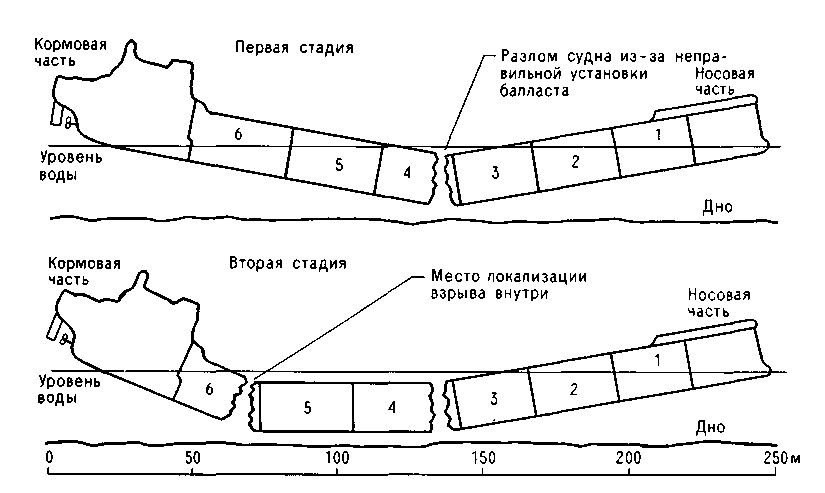 Кормовая
часть
Первая стадия
Разлом судна из-за непра-
вильной установки
балласта
Носовая
часть
6
5
4
3
2
1
Уровень
воды
Дно
Кормовая
часть
Вторая стадия
Место локализации
взрыва внутри
Носовая
часть
6
5
4
3
2
1
Уровень
воды
Дно
0
50
100
150
200
250м